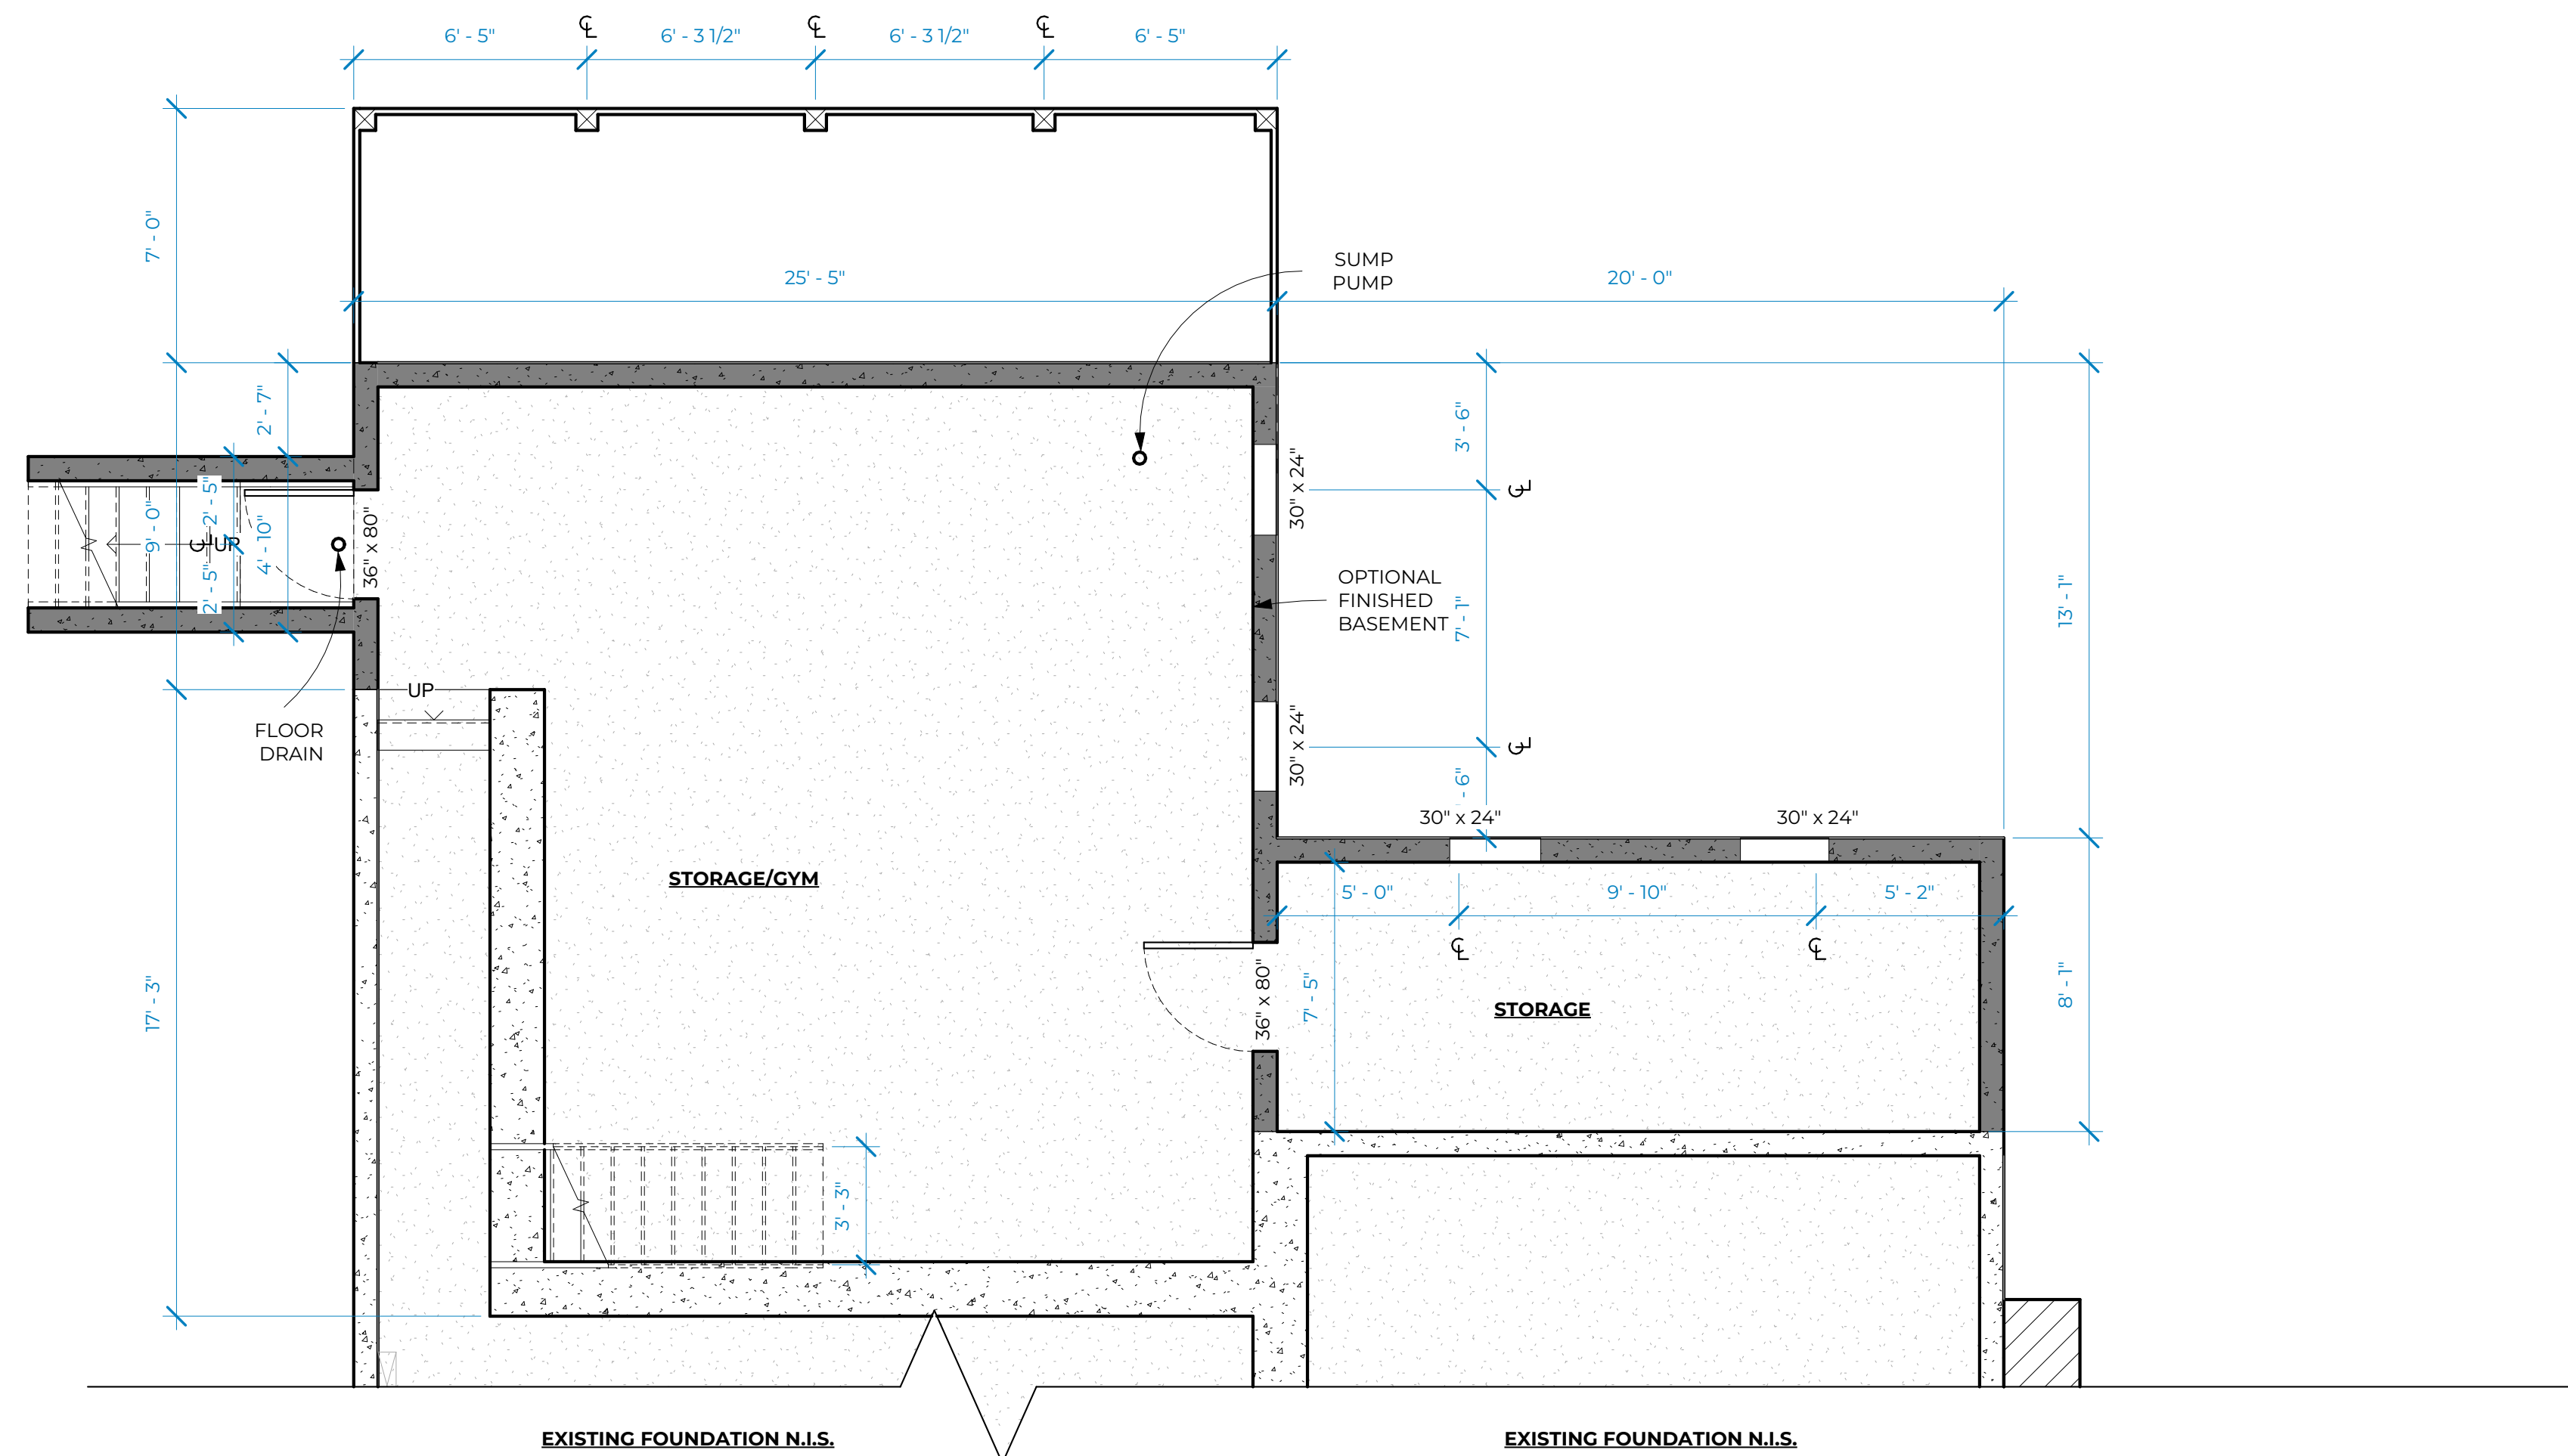 6' - 5"
℄
6' - 3 1/2"
℄
6' - 3 1/2"
℄
6' - 5"
7' - 0"
25' - 5"
SUMP
PUMP
20' - 0"
2' - 7"
3' - 6"
30" x 24"
℄
9' - 0"
2' - 5"
2' - 5"
℄
UP
4' - 10"
36" x 80"
OPTIONAL
FINISHED
BASEMENT
7' - 1"
13' - 1"
UP
FLOOR
DRAIN
30" x 24"
℄
- 6"
30" x 24"
30" x 24"
STORAGE/GYM
5' - 0"
9' - 10"
5' - 2"
℄
℄
17' - 3"
36" x 80"
7' - 5"
STORAGE
8' - 1"
3' - 3"
EXISTING FOUNDATION N.I.S.
EXISTING FOUNDATION N.I.S.